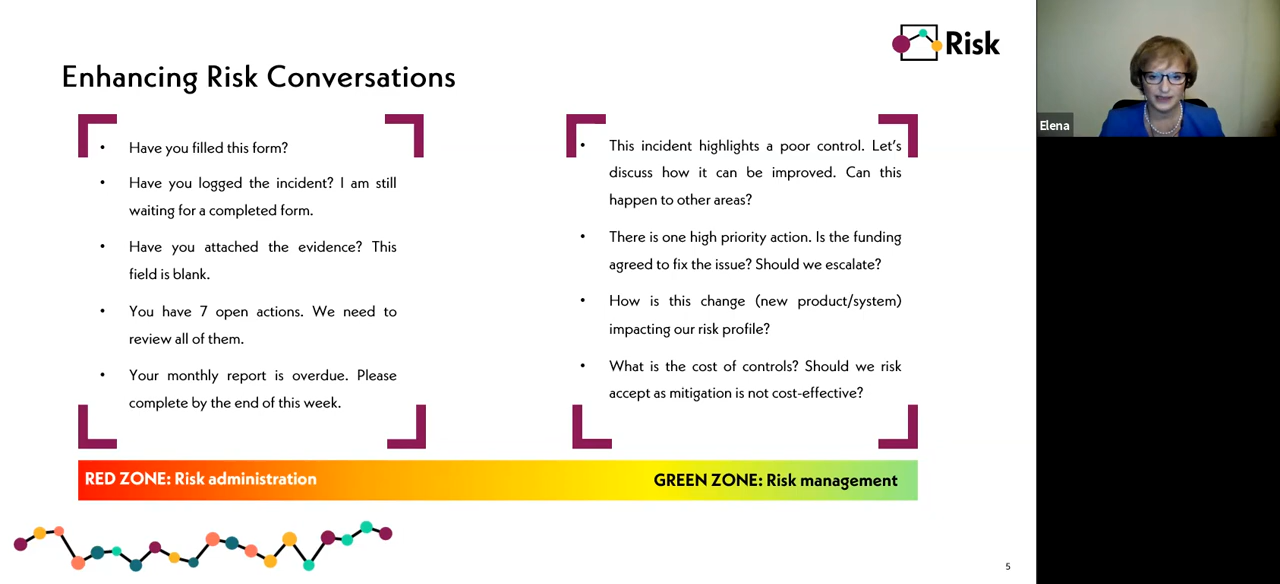 Risk
Enhancing Risk Conversations
• Have you filled this form?
• Have you logged the incident? I am still
waiting for a completed form.
• Have you attached the evidence? This
field is blank.
• You have 7 open actions. We need to
review all of them.
• Your monthly report is overdue. Please
complete by the end of this week.
• This incident highlights a poor control. Let's
discuss how it can be improved. Can this
happen to other areas?
• There is one high priority action. Is the funding
agreed to fix the issue? Should we escalate?
• How is this change (new product/system)
impacting our risk profile?
• What is the cost of controls? Should we risk
accept as mitigation is not cost-effective?
RED ZONE: Risk administration
GREEN ZONE: Risk management
5
Elena